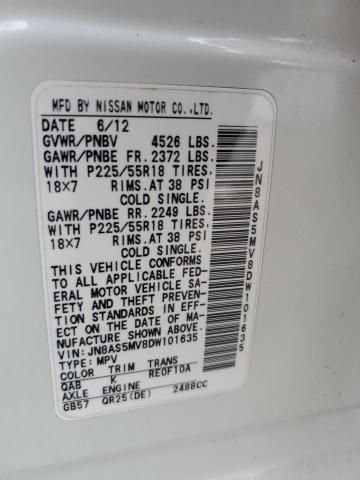 MFD BY NISSAN MOTOR CO.,LTD.
DATE 6/12
GVWR/PNBV 4526 LBS.
GAWR/PNBE FR. 2372 LBS.
WITH P225/55R18 TIRES,
18x7 RIMS.AT 38 PSI
COLD SINGLE.
GAWR/PNBE RR. 2249 LBS.
WITH P225/55R18 TIRES,
18x7 RIMS.AT 38 PSI
COLD SINGLE.
THIS VEHICLE CONFORMS
TO ALL APPLICABLE FED-
ERAL MOTOR VEHICLE SA-
FETY AND THEFT PREVEN-
TION STANDARDS IN EFF-
ECT ON THE DATE OF MA-
NUFACTURE SHOWN ABOVE.
VIN:JN8AS5MV8DW101635
TYPE:MPV
COLOR TRIM TRANS
QAB K RE0F10A
AXLE ENGINE
GB57 QR25(DE) 2488CC
JN8AS5MV8DW101635